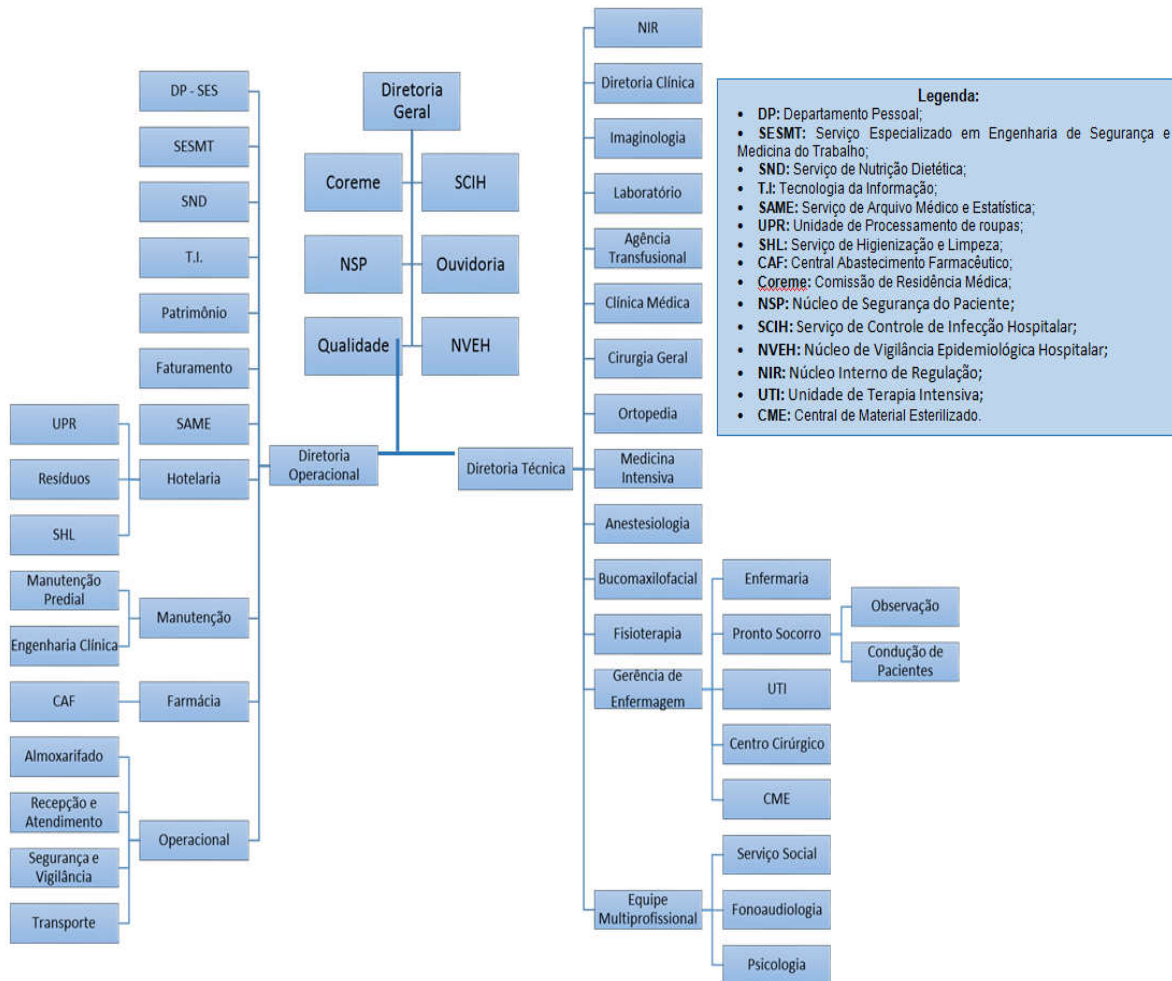 Diretoria
Geral
Coreme
SCIH
NSP
Ouvidoria
Qualidade
NVEH
Diretoria
Operacional
Diretoria Técnica
DP - SES
SESMT
SND
T.I.
Patrimônio
Faturamento
SAME
Hotelaria
UPR
Resíduos
SHL
Manutenção
Manutenção
Predial
Engenharia Clínica
Farmácia
CAF
Operacional
Almoxarifado
Recepção e
Atendimento
Segurança e
Vigilância
Transporte
NIR
Diretoria Clínica
Imaginologia
Laboratório
Agência
Transfusional
Clínica Médica
Cirurgia Geral
Ortopedia
Medicina
Intensiva
Anestesiologia
Bucomaxilofacial
Fisioterapia
Gerência de
Enfermagem
Enfermaria
Pronto Socorro
Observação
Condução de
Pacientes
UTI
Centro Cirúrgico
CME
Equipe
Multiprofissional
Serviço Social
Fonoaudiologia
Psicologia
Legenda:
• DP: Departamento Pessoal;
• SESMT: Serviço Especializado em Engenharia de Segurança e
Medicina do Trabalho;
• SND: Serviço de Nutrição Dietética;
• T.I: Tecnologia da Informação;
• SAME: Serviço de Arquivo Médico e Estatística;
• UPR: Unidade de Processamento de roupas;
• SHL: Serviço de Higienização e Limpeza;
• CAF: Central Abastecimento Farmacêutico;
• Coreme: Comissão de Residência Médica;
• NSP: Núcleo de Segurança do Paciente;
• SCIH: Serviço de Controle de Infecção Hospitalar;
• NVEH: Núcleo de Vigilância Epidemiológica Hospitalar;
• NIR: Núcleo Interno de Regulação;
• UTI: Unidade de Terapia Intensiva;
• CME: Central de Material Esterilizado.